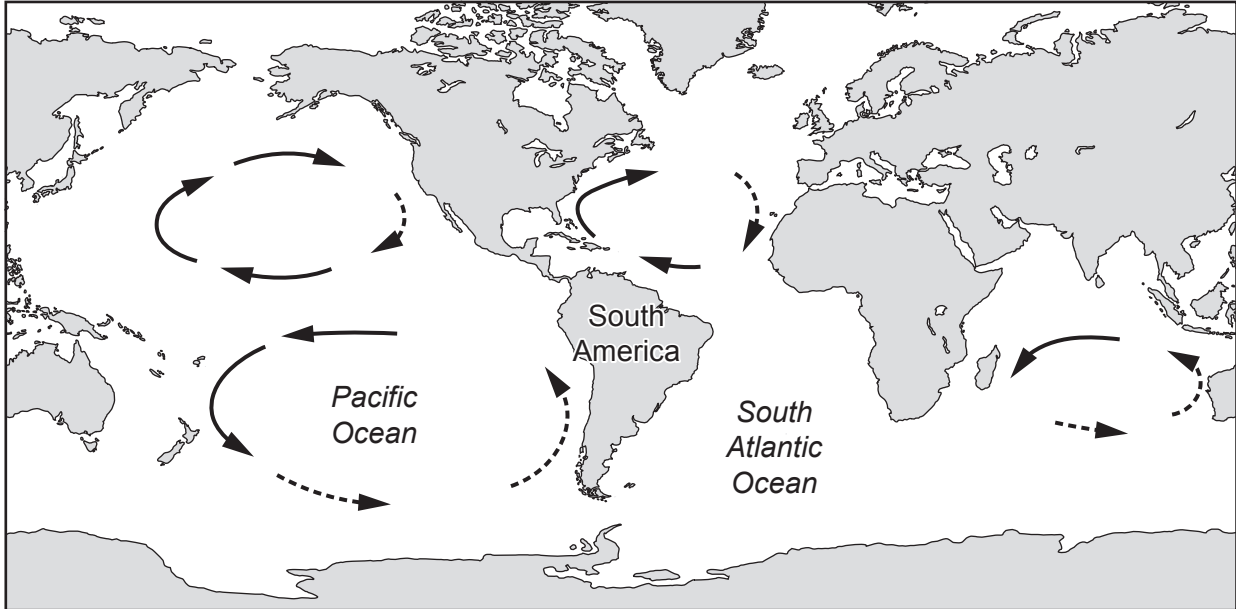 South
America
Pacific
Ocean
South
Atlantic
Ocean